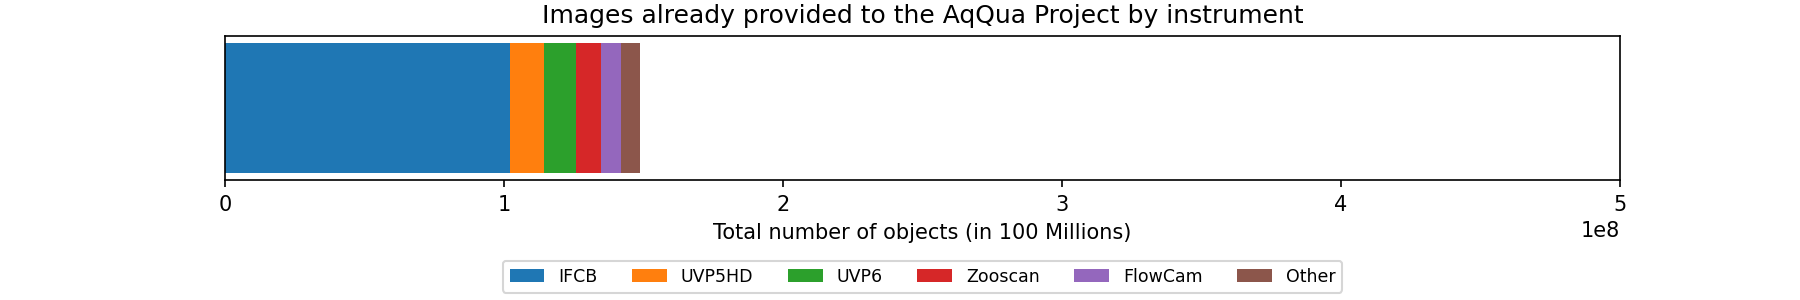 Images already provided to the AqQua Project by instrument
0 1 2 3 4 5
Total number of objects (in 100 Millions)
1e8
IFCB UVP5HD UVP6 Zooscan FlowCam Other